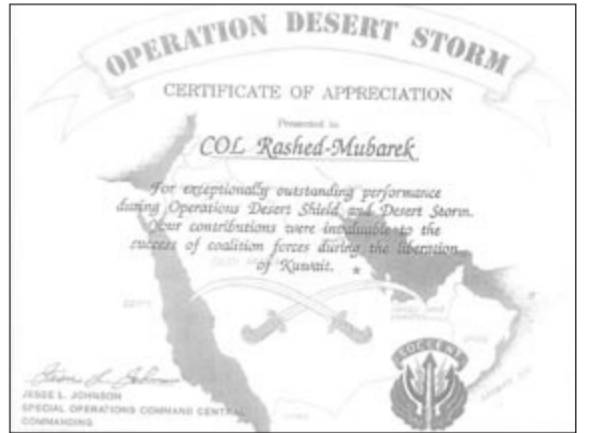 OPERATION DESERT STORM
CERTIFICATE OF APPRECIATION
Presented to
COL Rashed-Mubarek
For exceptionally outstanding performance
during Operations Desert Shield and Desert Storm.
Your contributions were invaluable to the
success of coalition forces during the liberation
of Kuwait.
EGYPT
SOCCENT
JESSE L. JOHNSON
SPECIAL OPERATIONS COMMAND CENTRAL
COMMANDING